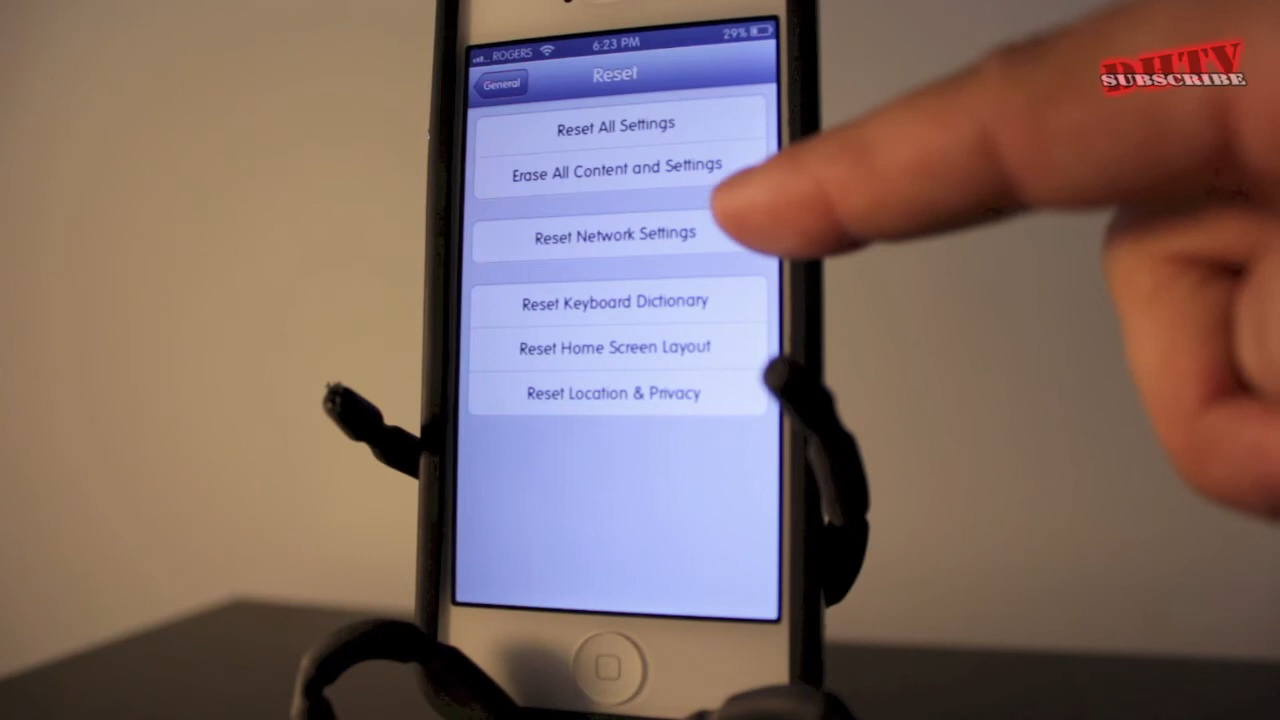 ROGERS 6:23 PM 29%
General Reset
Reset All Settings
Erase All Content and Settings
Reset Network Settings
Reset Keyboard Dictionary
Reset Home Screen Layout
Reset Location & Privacy
DHTV
SUBSCRIBE